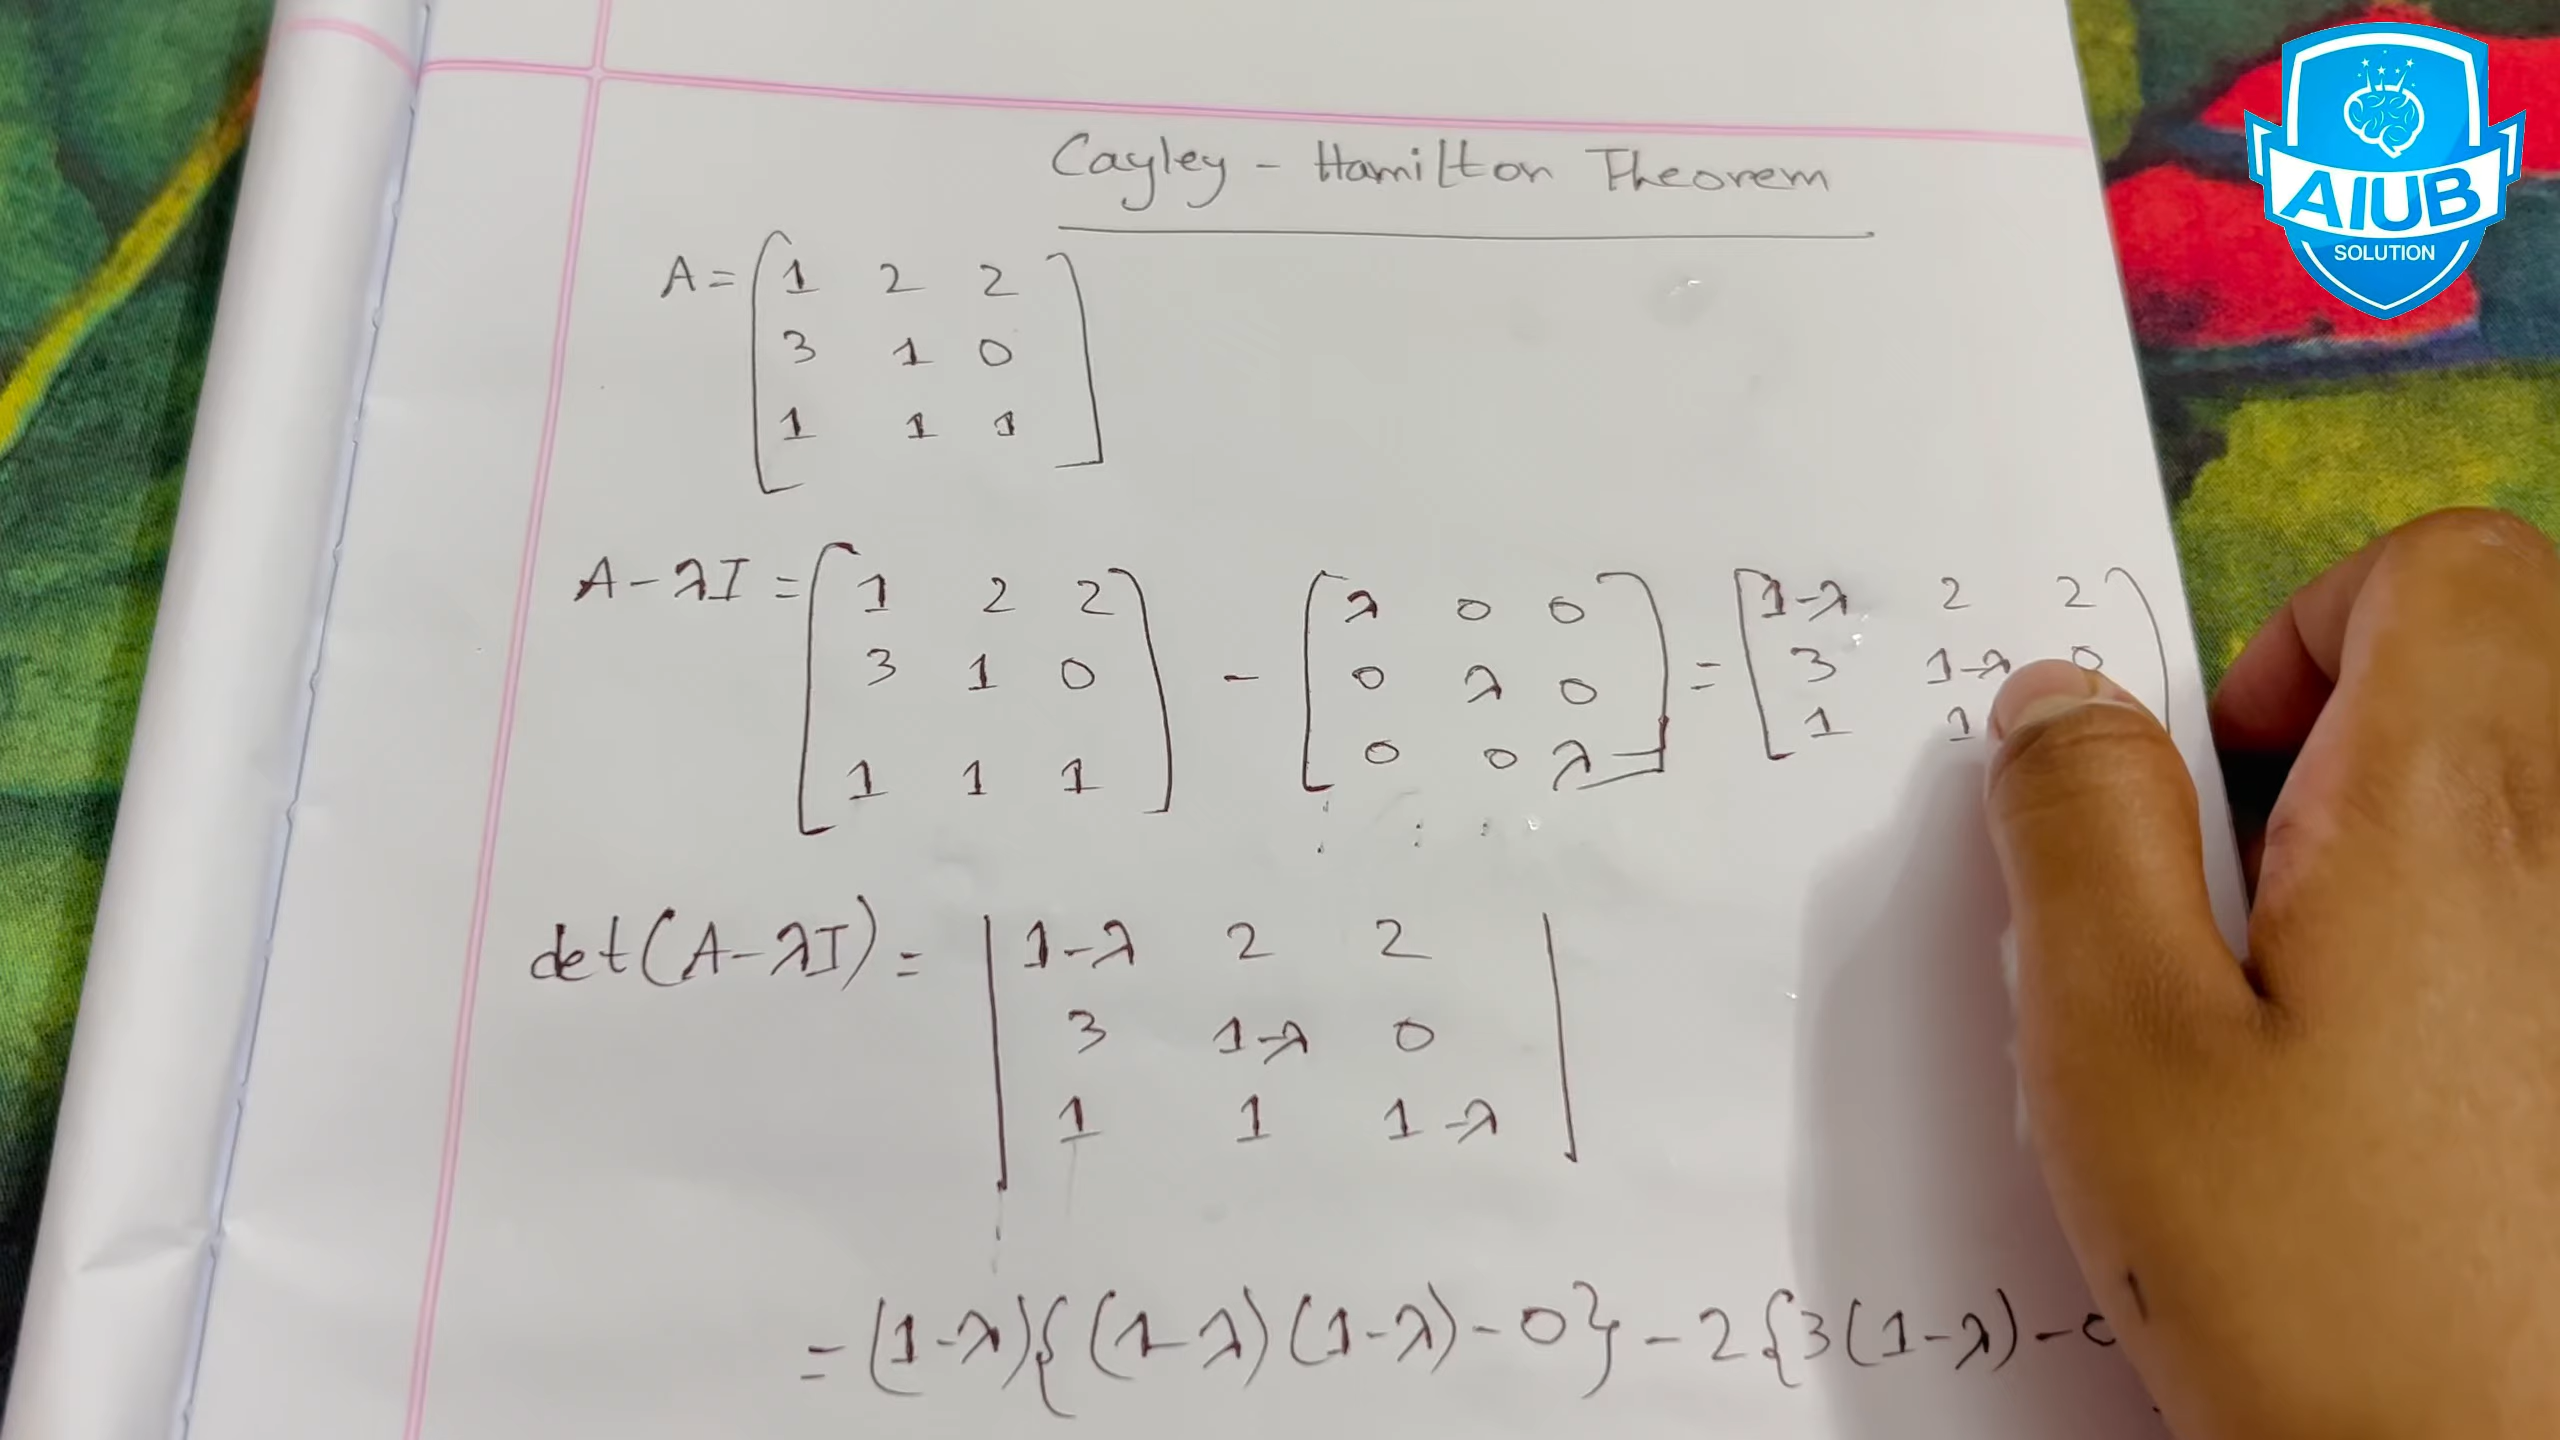 Cayley - Hamilton Theorem
A = [1 2 2
3 1 0
1 1 1]
A - λI = [1 2 2 3 1 0 1 1 1] - [λ 0 0 0 λ 0 0 0 λ] = [1-λ 2 2 3 1-λ 0 1 1
det(A-λI) = | 1-λ 2 2 |
3 1-λ 0
1 1 1-λ
= (1-λ){(1-λ)(1-λ)-0} - 2{3(1-λ)-0
AIUB
SOLUTION